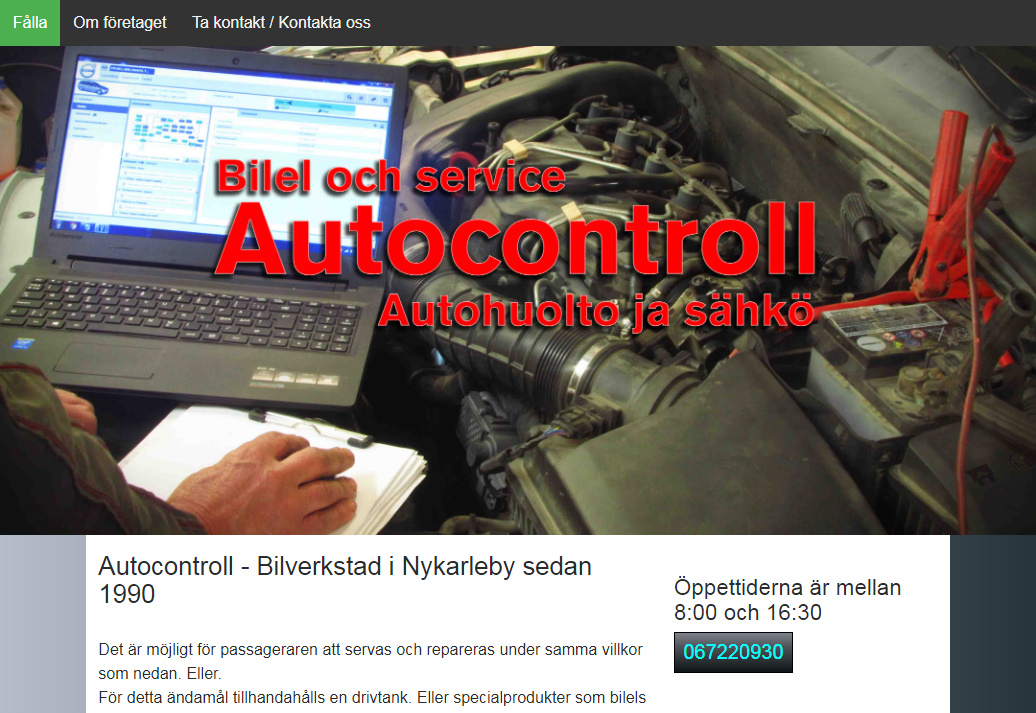 Fålla
Om företaget
Ta kontakt / Kontakta oss
Bilel och service
Autocontroll
Autohuolto ja sähkö
Autocontroll - Bilverkstad i Nykarleby sedan
1990
Det är möjligt för passageraren att servas och repareras under samma villkor
som nedan. Eller.
För detta ändamål tillhandahålls en drivtank. Eller specialprodukter som bilels
Öppettiderna är mellan
8:00 och 16:30
067220930